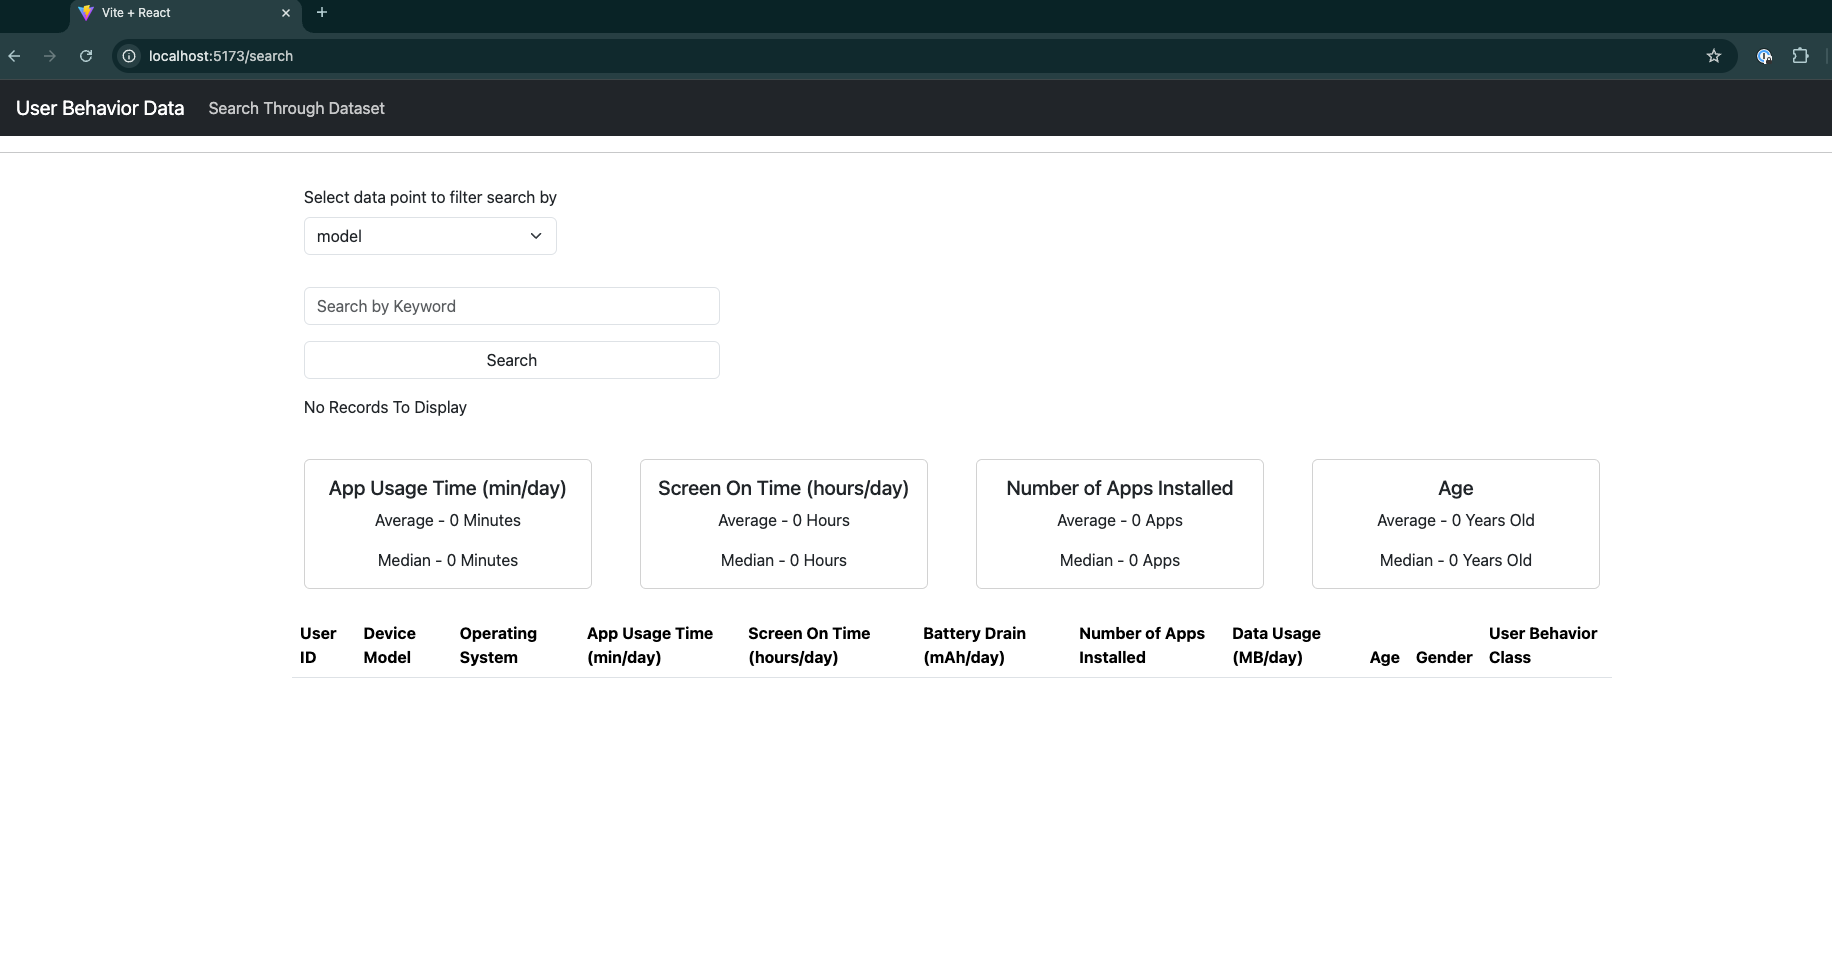 Vite + React
localhost:5173/search
User Behavior Data Search Through Dataset
Select data point to filter search by
model
Search by Keyword
Search
No Records To Display
App Usage Time (min/day)
Average - 0 Minutes
Median - 0 Minutes
Screen On Time (hours/day)
Average - 0 Hours
Median - 0 Hours
Number of Apps Installed
Average - 0 Apps
Median - 0 Apps
Age
Average - 0 Years Old
Median - 0 Years Old
User
ID
Device
Model
Operating
System
App Usage Time
(min/day)
Screen On Time
(hours/day)
Battery Drain
(mAh/day)
Number of Apps
Installed
Data Usage
(MB/day)
Age
Gender
User Behavior
Class